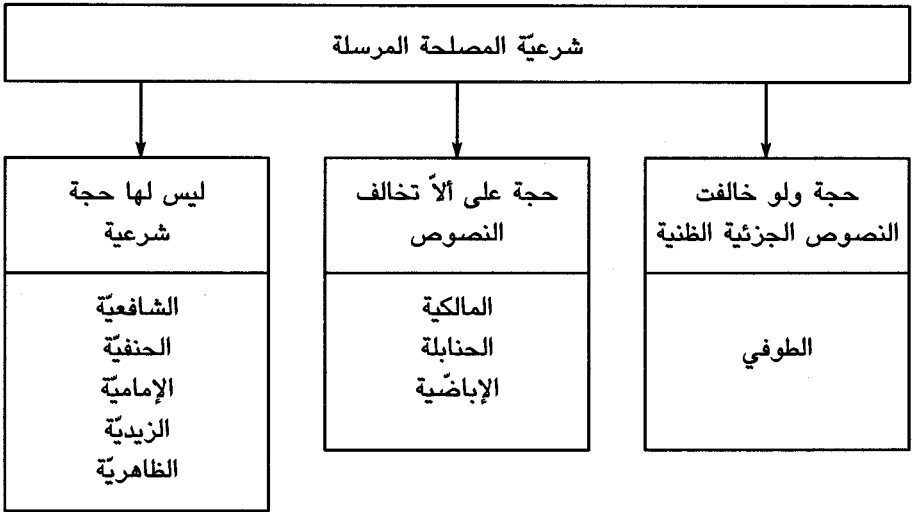 شرعيّة المصلحة المرسلة
حجة ولو خالفت
النصوص الجزئية الظنية
الطوفي
حجة على ألاّ تخالف
النصوص
المالكية
الحنابلة
الإباضّية
ليس لها حجة
شرعية
الشافعيّة
الحنفيّة
الإماميّة
الزيديّة
الظاهريّة